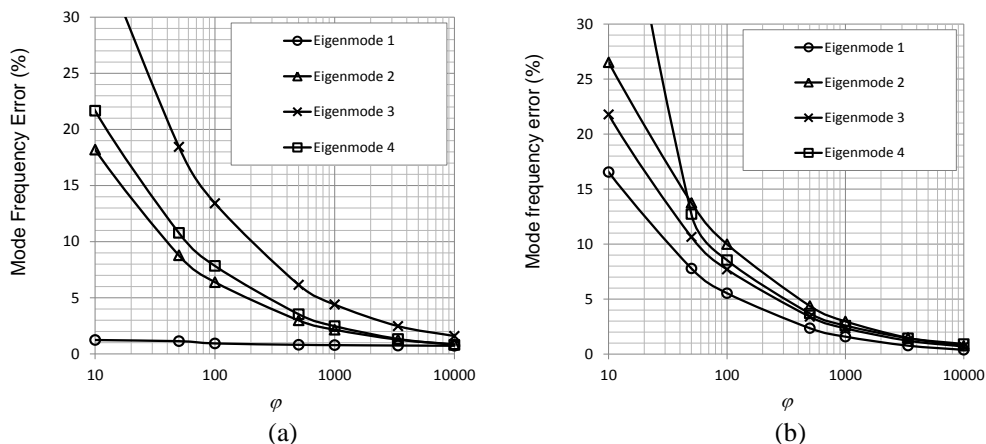 Mode Frequency Error (%)
30
25
20
15
10
5
0
Eigenmode 1
Eigenmode 2
Eigenmode 3
Eigenmode 4
10
100
1000
10000
φ
(a)
Mode frequency error (%)
30
25
20
15
10
5
0
Eigenmode 1
Eigenmode 2
Eigenmode 3
Eigenmode 4
10
100
1000
10000
φ
(b)